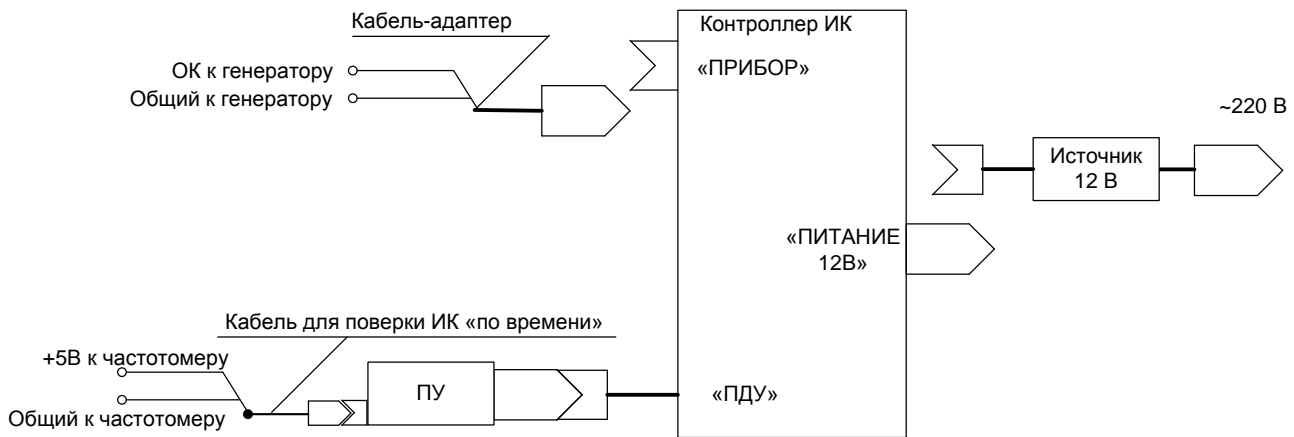 Кабель-адаптер
ОК к генератору
Общий к генератору
Контроллер ИК
«ПРИБОР»
~220 В
Источник
12 В
«ПИТАНИЕ
12В»
Кабель для поверки ИК «по времени»
+5В к частотомеру
Общий к частотомеру
ПУ
«ПДУ»